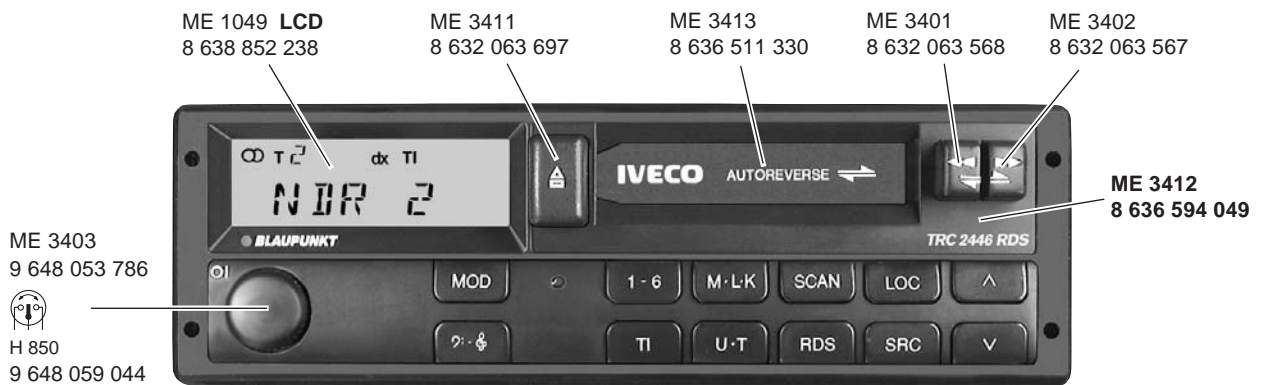 ME 1049 LCD
8 638 852 238
ME 3411
8 632 063 697
ME 3413
8 636 511 330
ME 3401
8 632 063 568
ME 3402
8 632 063 567
T2 dx TI
NDR 2
BLAUPUNKT
IVECO AUTOREVERSE
TRC 2446 RDS
ME 3412
8 636 594 049
ME 3403
9 648 053 786
H 850
9 648 059 044
MOD 1 - 6 M·L·K SCAN LOC
TI U·T RDS SRC